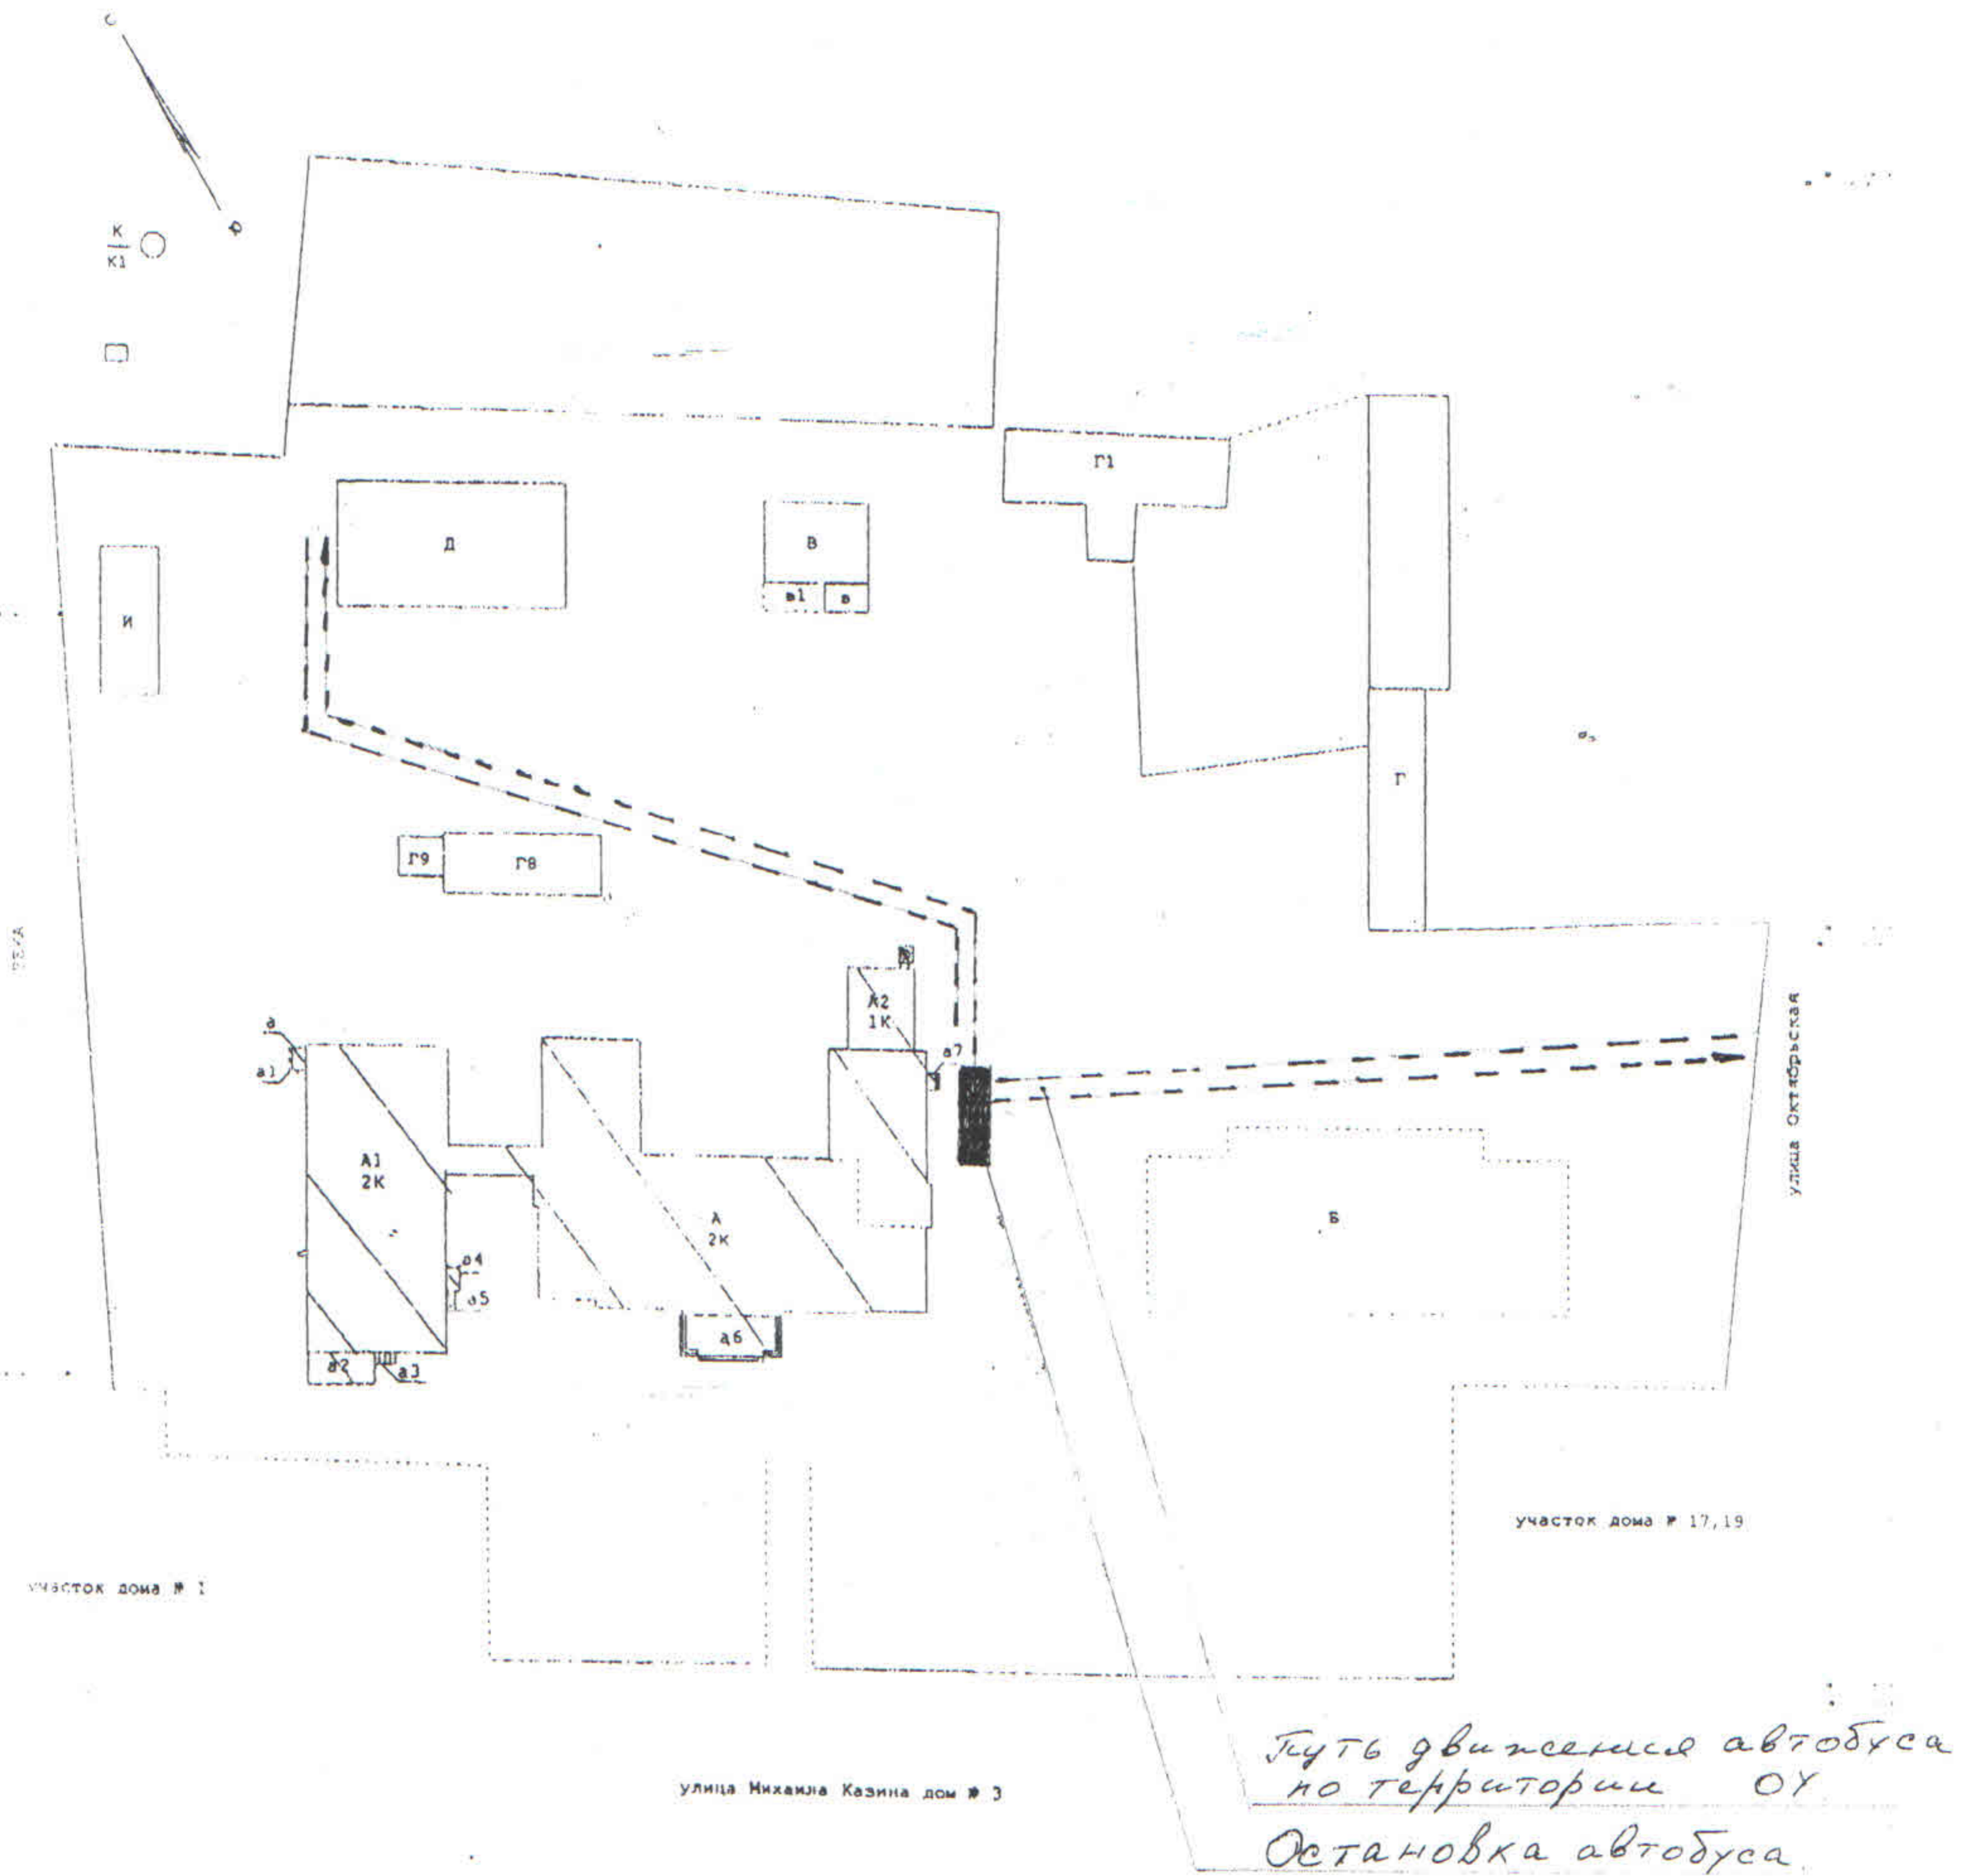 С
Ю
К
К1
Г1
Д
В
в1
в
И
Г
Г9
Г8
А2
1К
а
а7
а1
улица Октябрьская
А1
2К
А
2К
Б
а4
а5
а6
а2
а3
участок дома № 17,19
участок дома № 1
Путь движения автобуса
по территории ОУ
улица Михаила Казина дом № 3
Остановка автобуса